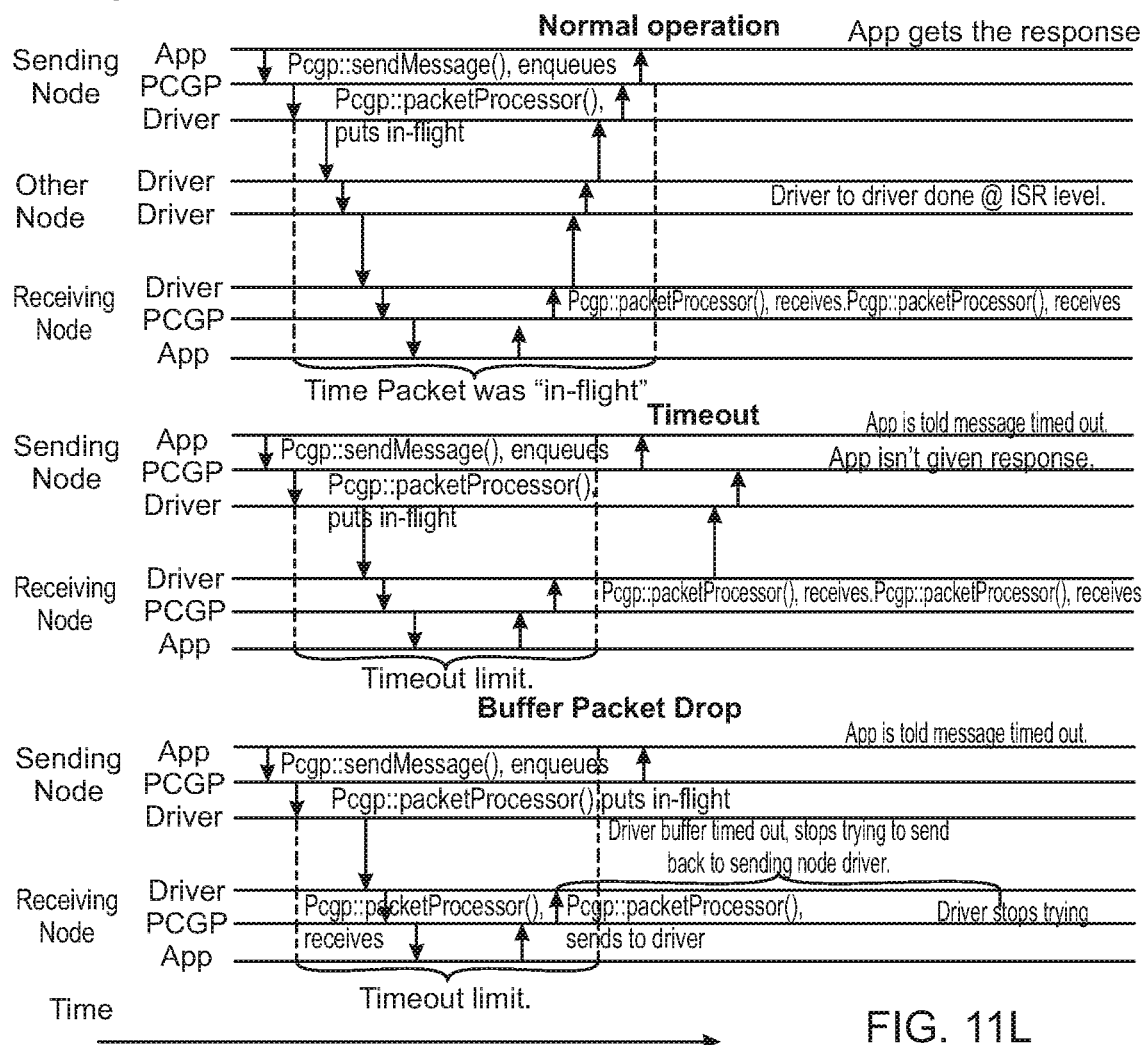 Normal operation
App gets the response
Sending
Node
App
PCGP
Driver
Pcgp::sendMessage(), enqueues
Pcgp::packetProcessor(),
puts in-flight
Other
Node
Driver
Driver
Driver to driver done @ ISR level.
Receiving
Node
Driver
PCGP
App
Pcgp::packetProcessor(), receives.Pcgp::packetProcessor(), receives
Time Packet was "in-flight"
Timeout
Sending
Node
App
PCGP
Driver
App is told message timed out.
Pcgp::sendMessage(), enqueues
App isn't given response.
Pcgp::packetProcessor(),
puts in-flight
Receiving
Node
Driver
PCGP
App
Pcgp::packetProcessor(), receives.Pcgp::packetProcessor(), receives
Timeout limit.
Buffer Packet Drop
Sending
Node
App
PCGP
Driver
App is told message timed out.
Pcgp::sendMessage(), enqueues
Pcgp::packetProcessor(),puts in-flight
Driver buffer timed out, stops trying to send
back to sending node driver.
Receiving
Node
Driver
PCGP
App
Pcgp::packetProcessor(),
receives
Pcgp::packetProcessor(),
sends to driver
Driver stops trying
Timeout limit.
Time
FIG. 11L